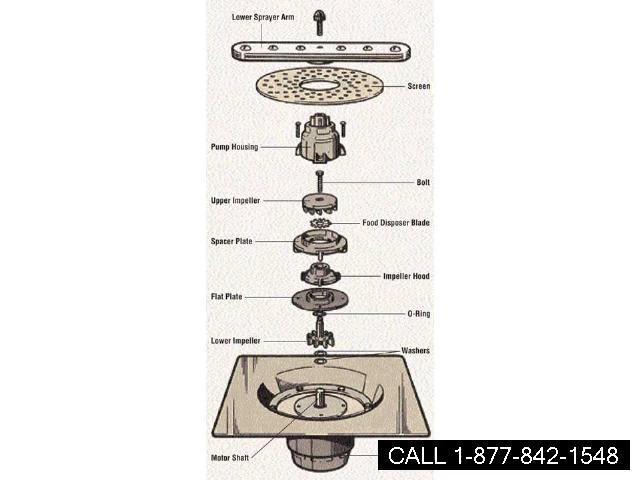 Lower Sprayer Arm
Screen
Pump Housing
Bolt
Upper Impeller
Food Disposer Blade
Spacer Plate
Impeller Hood
Flat Plate
O-Ring
Lower Impeller
Washers
Motor Shaft
CALL 1-877-842-1548